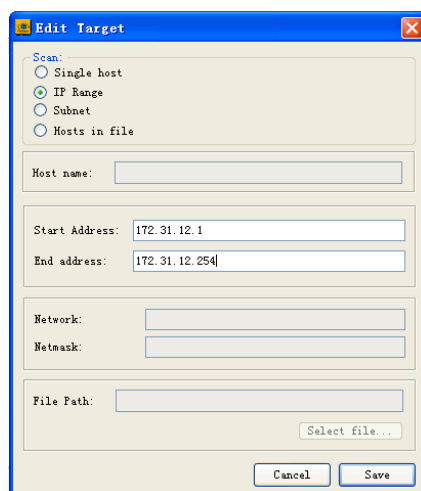 Edit Target
Scan:
Single host
IP Range
Subnet
Hosts in file
Host name:
Start Address: 172.31.12.1
End address: 172.31.12.254
Network:
Netmask:
File Path:
Select file...
Cancel Save